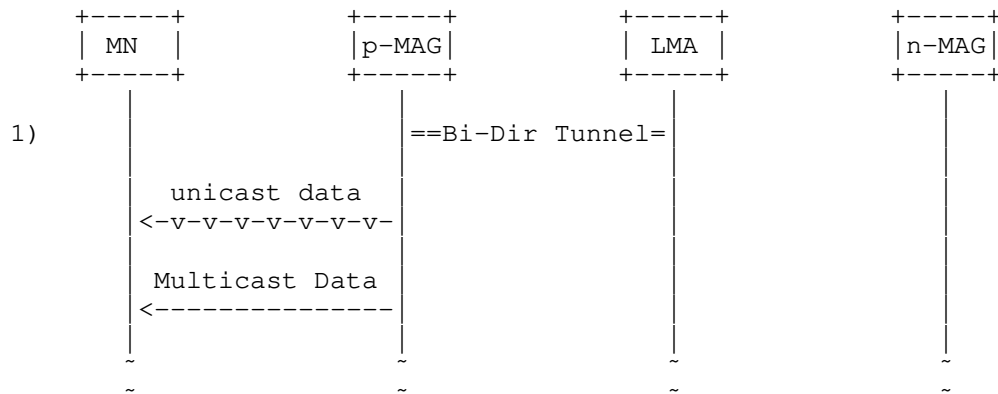 MN p-MAG LMA n-MAG
1) ==Bi-Dir Tunnel=
unicast data
<-v-v-v-v-v-v-v-
Multicast Data
<---------------
~ ~ ~ ~
~ ~ ~ ~